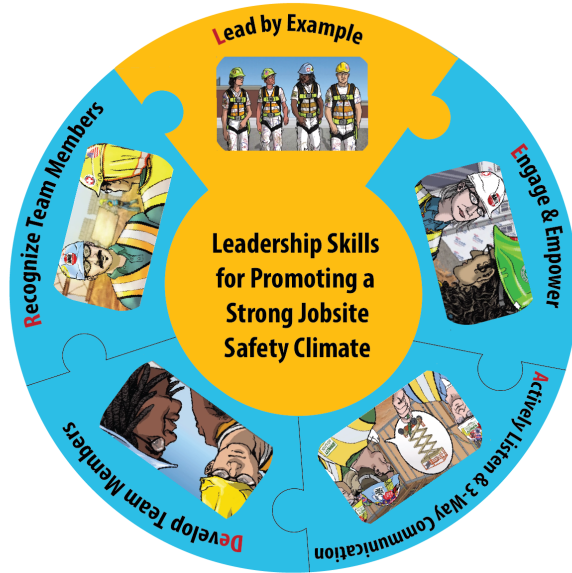 Lead by Example
Engage & Empower
Actively Listen & 3-Way Communication
Develop Team Members
Recognize Team Members
Leadership Skills
for Promoting a
Strong Jobsite
Safety Climate